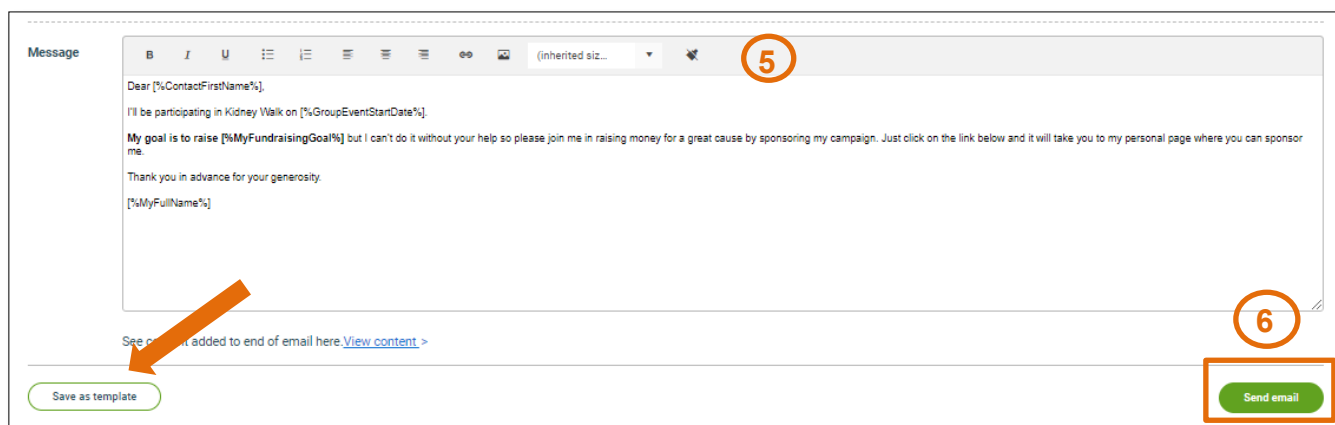 Message
B I U (inherited siz...
5
Dear [%ContactFirstName%],
I'll be participating in Kidney Walk on [%GroupEventStartDate%].
My goal is to raise [%MyFundraisingGoal%] but I can't do it without your help so please join me in raising money for a great cause by sponsoring my campaign. Just click on the link below and it will take you to my personal page where you can sponsor
me.
Thank you in advance for your generosity.
[%MyFullName%]
6
See added to end of email here.View content >
Save as template
Send email